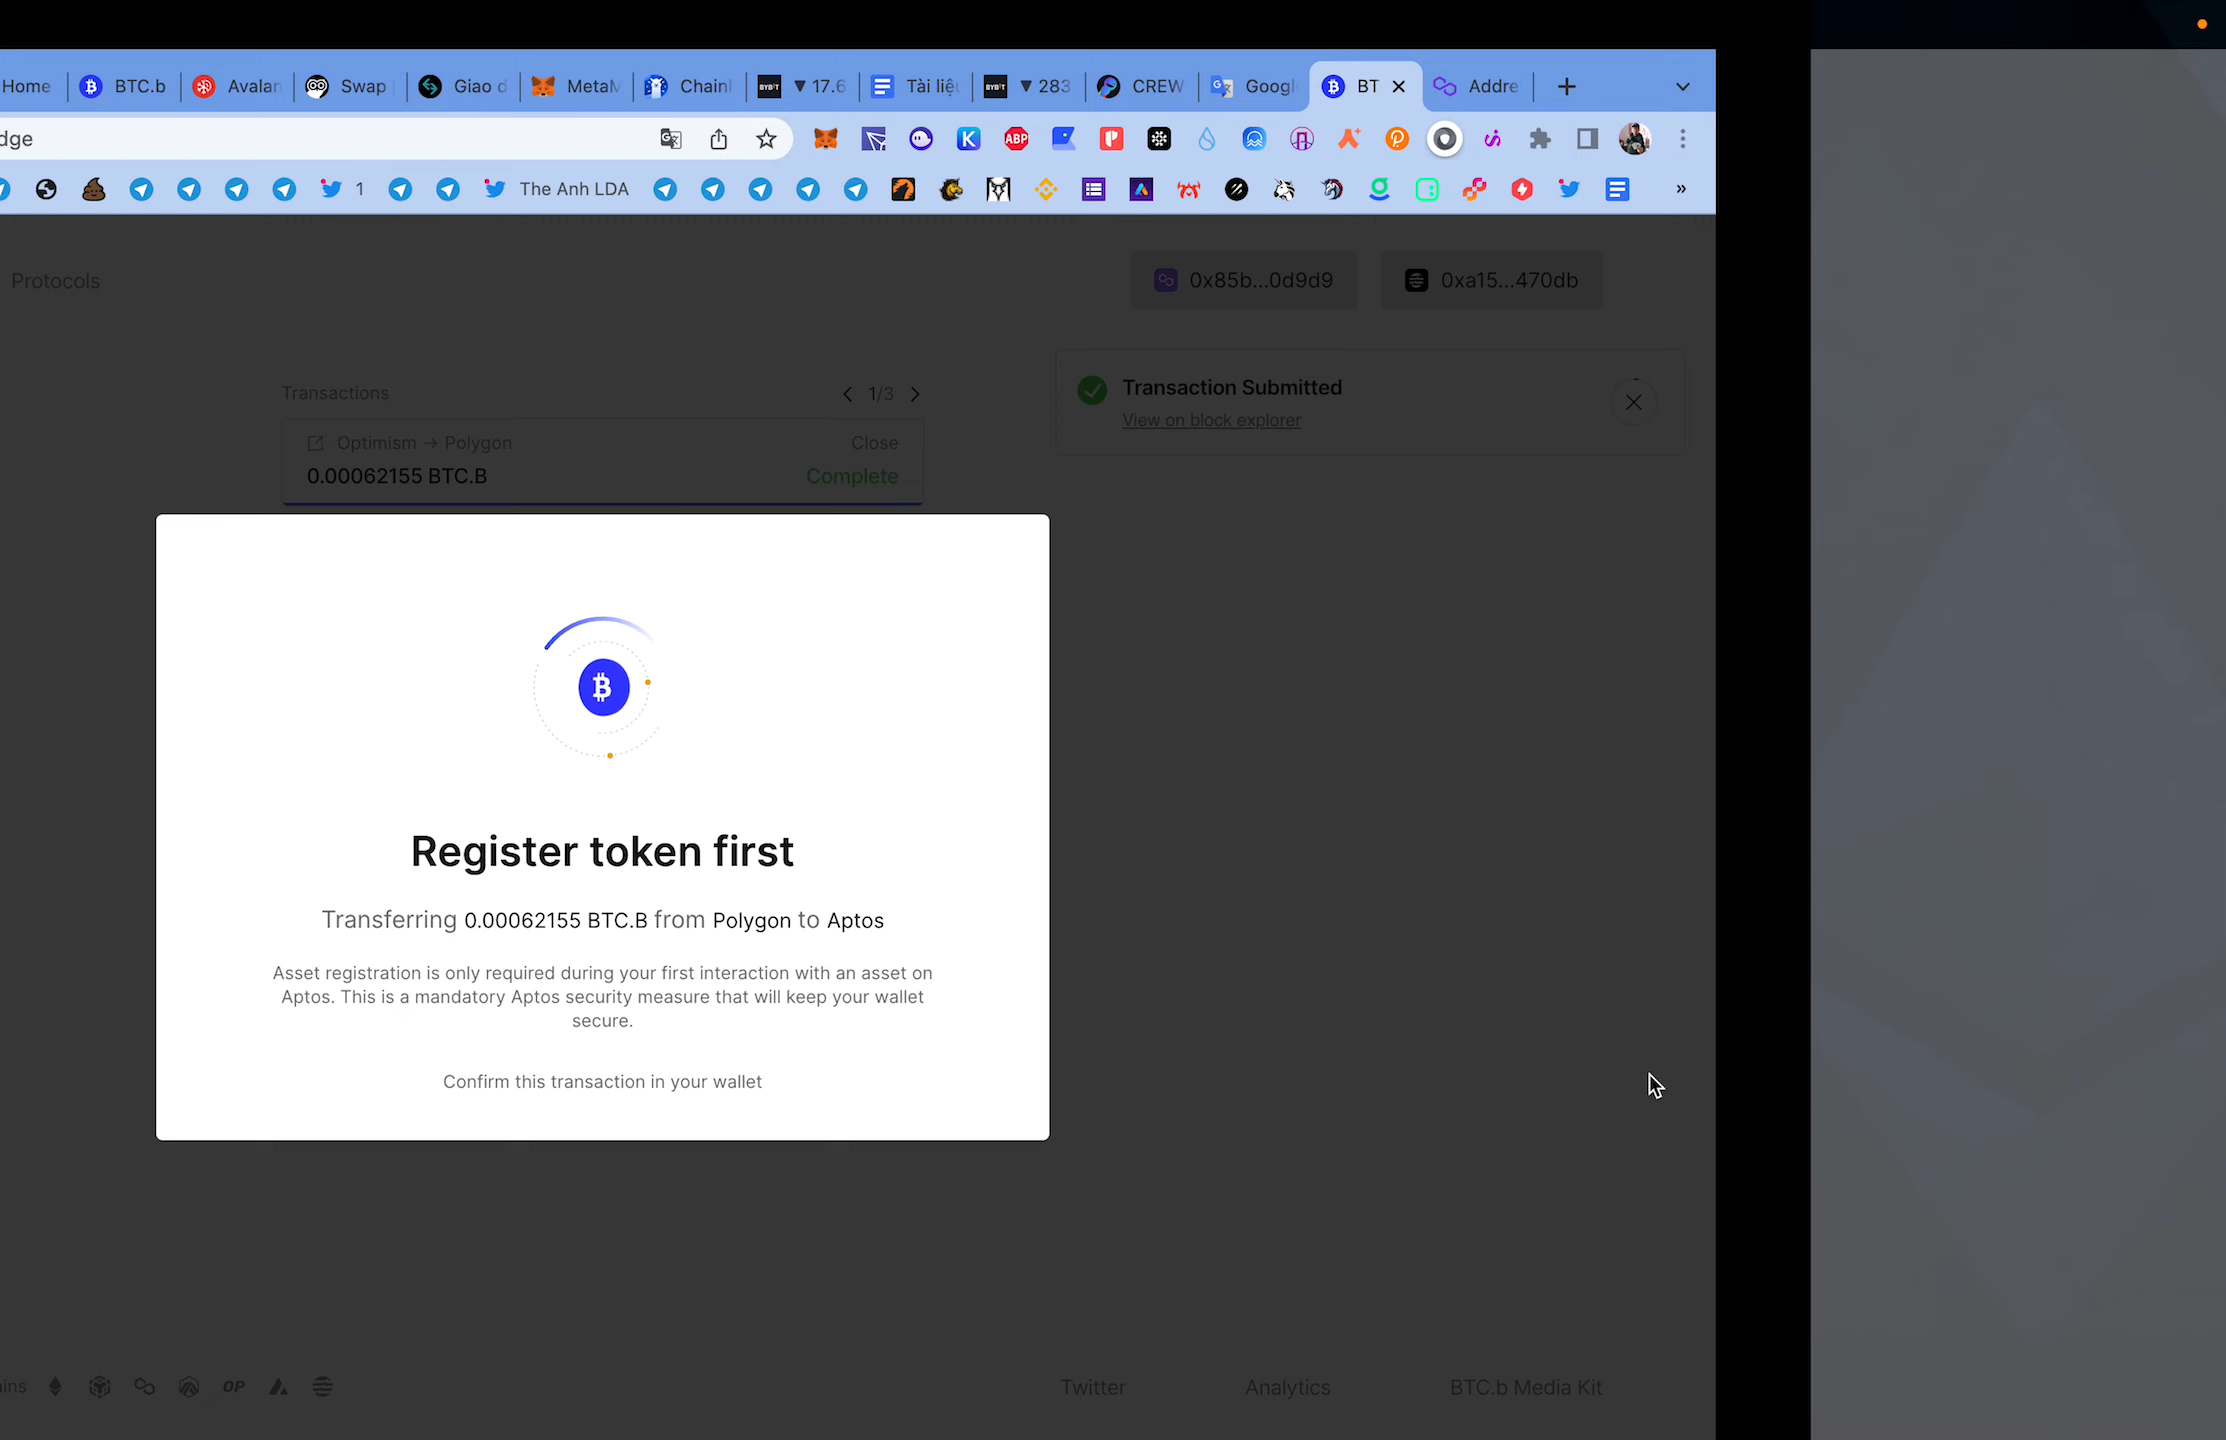 Home
BTC.b
Avalan
Swap
Giao d
MetaM
Chainl
▼ 17.6
Tài liệu
▼ 283
CREW
Googl
BT
Addre
dge
ABP
1
The Anh LDA
»
Protocols
0x85b...0d9d9
0xa15...470db
Transactions
1/3
Transaction Submitted
View on block explorer
Optimism → Polygon
Close
0.00062155 BTC.B
Complete
Register token first
Transferring 0.00062155 BTC.B from Polygon to Aptos
Asset registration is only required during your first interaction with an asset on
Aptos. This is a mandatory Aptos security measure that will keep your wallet
secure.
Confirm this transaction in your wallet
ains
OP
Twitter
Analytics
BTC.b Media Kit